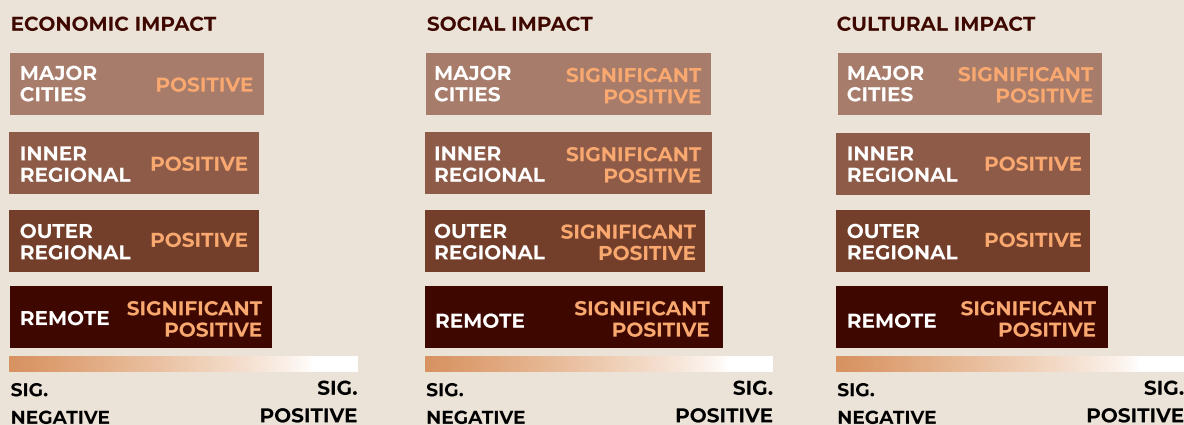 ECONOMIC IMPACT
MAJOR
CITIES
POSITIVE
INNER
REGIONAL
POSITIVE
OUTER
REGIONAL
POSITIVE
REMOTE
SIGNIFICANT
POSITIVE
SIG.
NEGATIVE
SIG.
POSITIVE
SOCIAL IMPACT
MAJOR
CITIES
SIGNIFICANT
POSITIVE
INNER
REGIONAL
SIGNIFICANT
POSITIVE
OUTER
REGIONAL
SIGNIFICANT
POSITIVE
REMOTE
SIGNIFICANT
POSITIVE
SIG.
NEGATIVE
SIG.
POSITIVE
CULTURAL IMPACT
MAJOR
CITIES
SIGNIFICANT
POSITIVE
INNER
REGIONAL
POSITIVE
OUTER
REGIONAL
POSITIVE
REMOTE
SIGNIFICANT
POSITIVE
SIG.
NEGATIVE
SIG.
POSITIVE